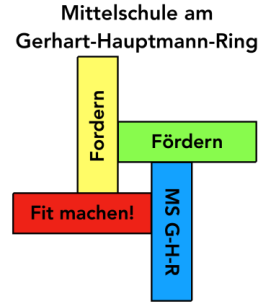 Mittelschule am
Gerhart-Hauptmann-Ring
Fordern
Fördern
Fit machen!
MS G-H-R